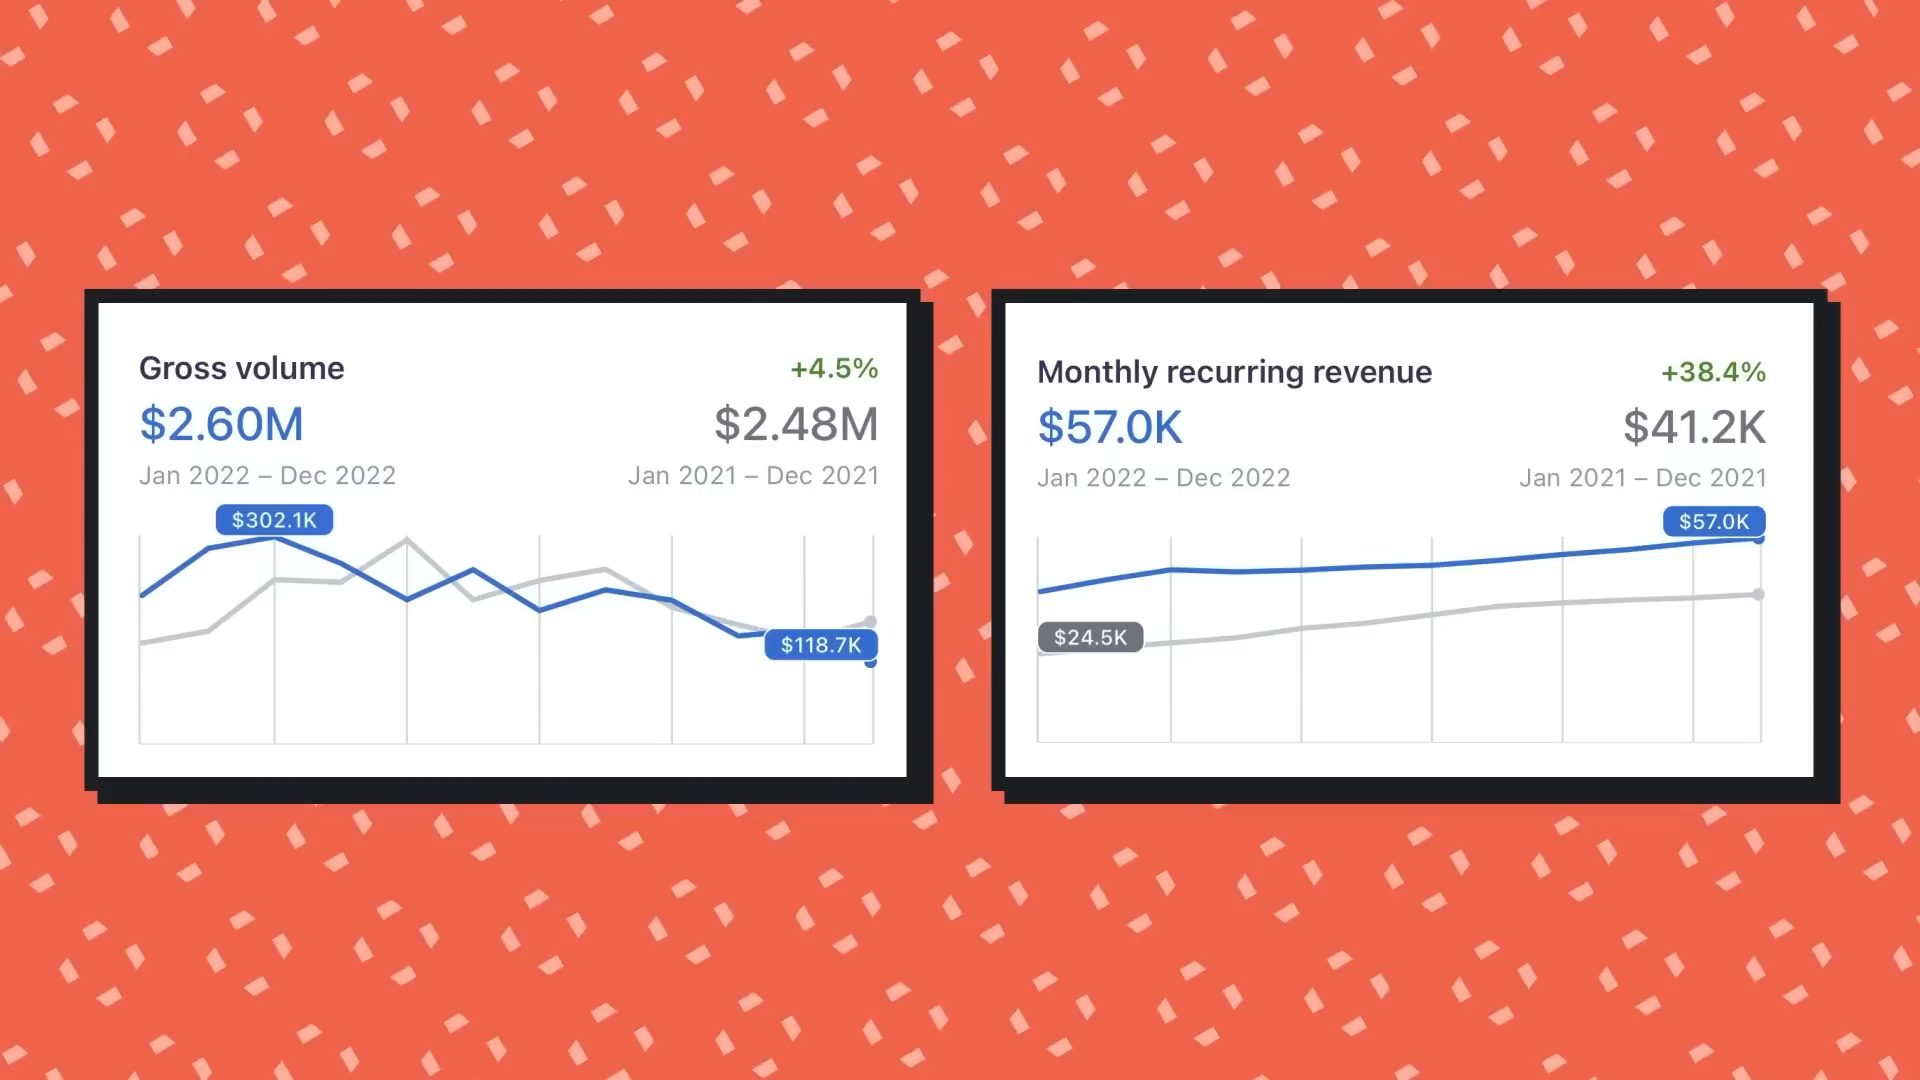 Gross volume
+4.5%
$2.60M
$2.48M
Jan 2022 – Dec 2022
Jan 2021 – Dec 2021
$302.1K
$118.7K
Monthly recurring revenue
+38.4%
$57.0K
$41.2K
Jan 2022 – Dec 2022
Jan 2021 – Dec 2021
$57.0K
$24.5K